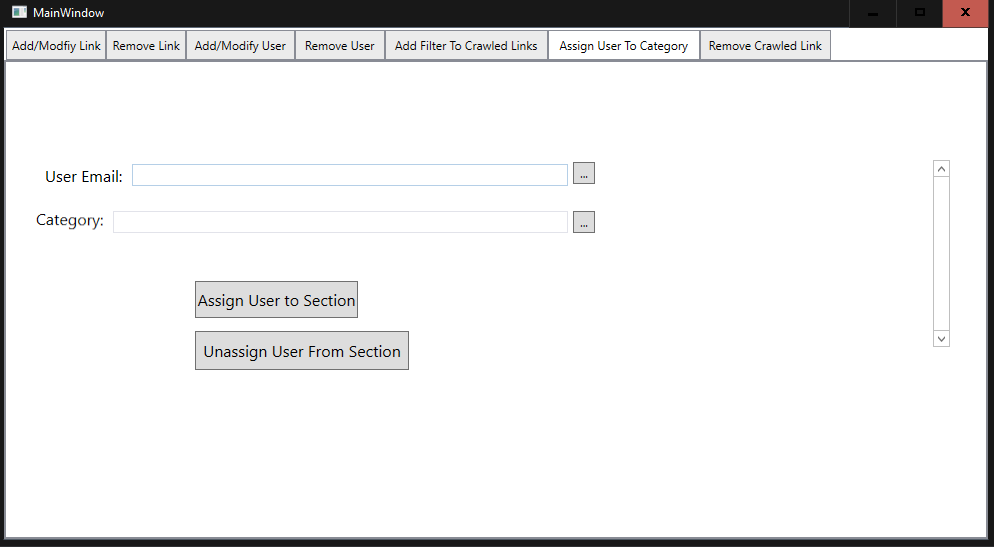 MainWindow
Add/Modfiy Link Remove Link Add/Modify User Remove User Add Filter To Crawled Links Assign User To Category Remove Crawled Link
User Email: ...
Category: ...
Assign User to Section
Unassign User From Section